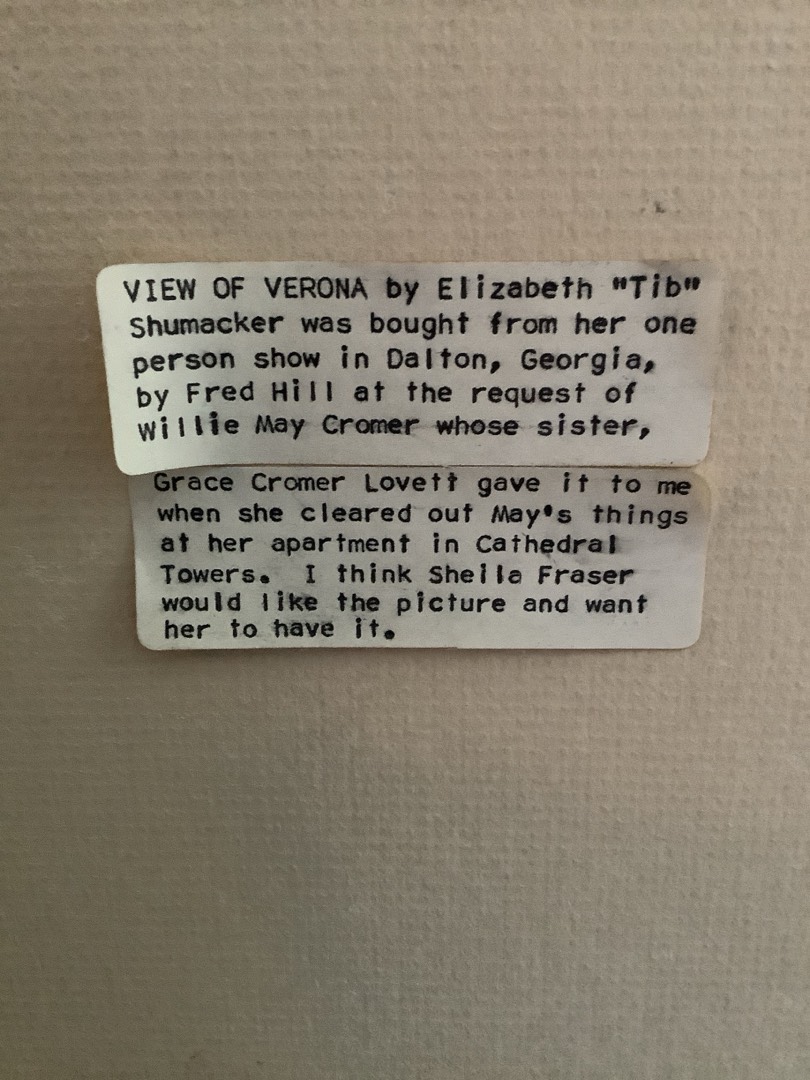 VIEW OF VERONA by Elizabeth "Tib"
Shumacker was bought from her one
person show in Dalton, Georgia,
by Fred Hill at the request of
Willie May Cromer whose sister,
Grace Cromer Lovett gave it to me
when she cleared out May's things
at her apartment in Cathedral
Towers. I think Sheila Fraser
would like the picture and want
her to have it.